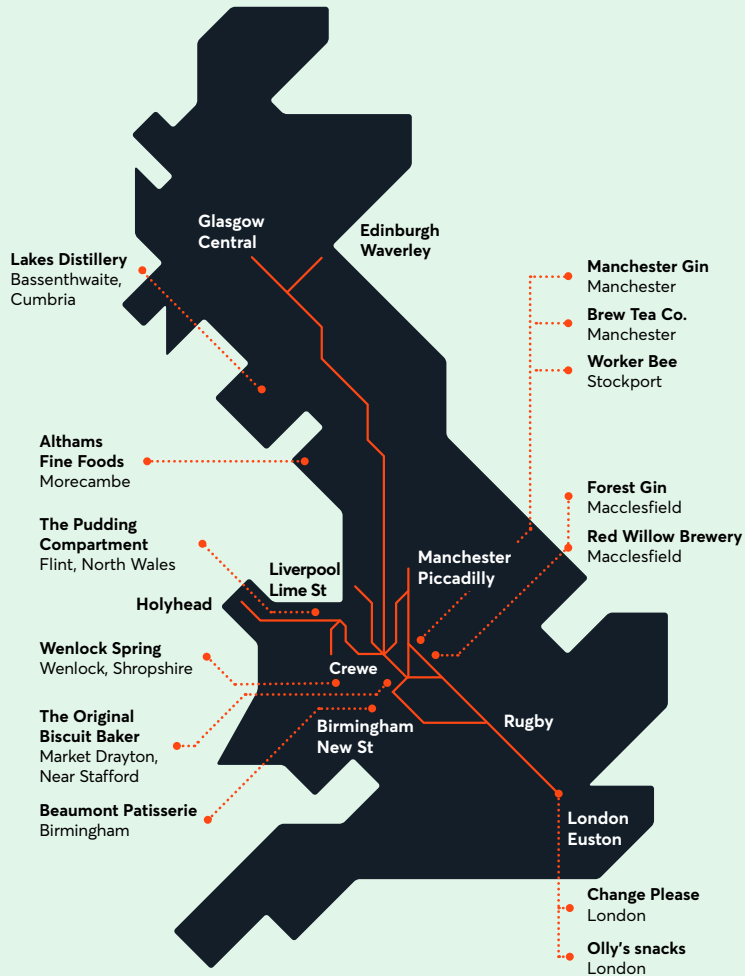 Glasgow
Central
Edinburgh
Waverley
Lakes Distillery
Bassenthwaite,
Cumbria
Manchester Gin
Manchester
Brew Tea Co.
Manchester
Worker Bee
Stockport
Althams
Fine Foods
Morecambe
Forest Gin
Macclesfield
The Pudding
Compartment
Flint, North Wales
Red Willow Brewery
Macclesfield
Manchester
Piccadilly
Liverpool
Lime St
Holyhead
Wenlock Spring
Wenlock, Shropshire
Crewe
The Original
Biscuit Baker
Market Drayton,
Near Stafford
Birmingham
New St
Rugby
Beaumont Patisserie
Birmingham
London
Euston
Change Please
London
Olly's snacks
London